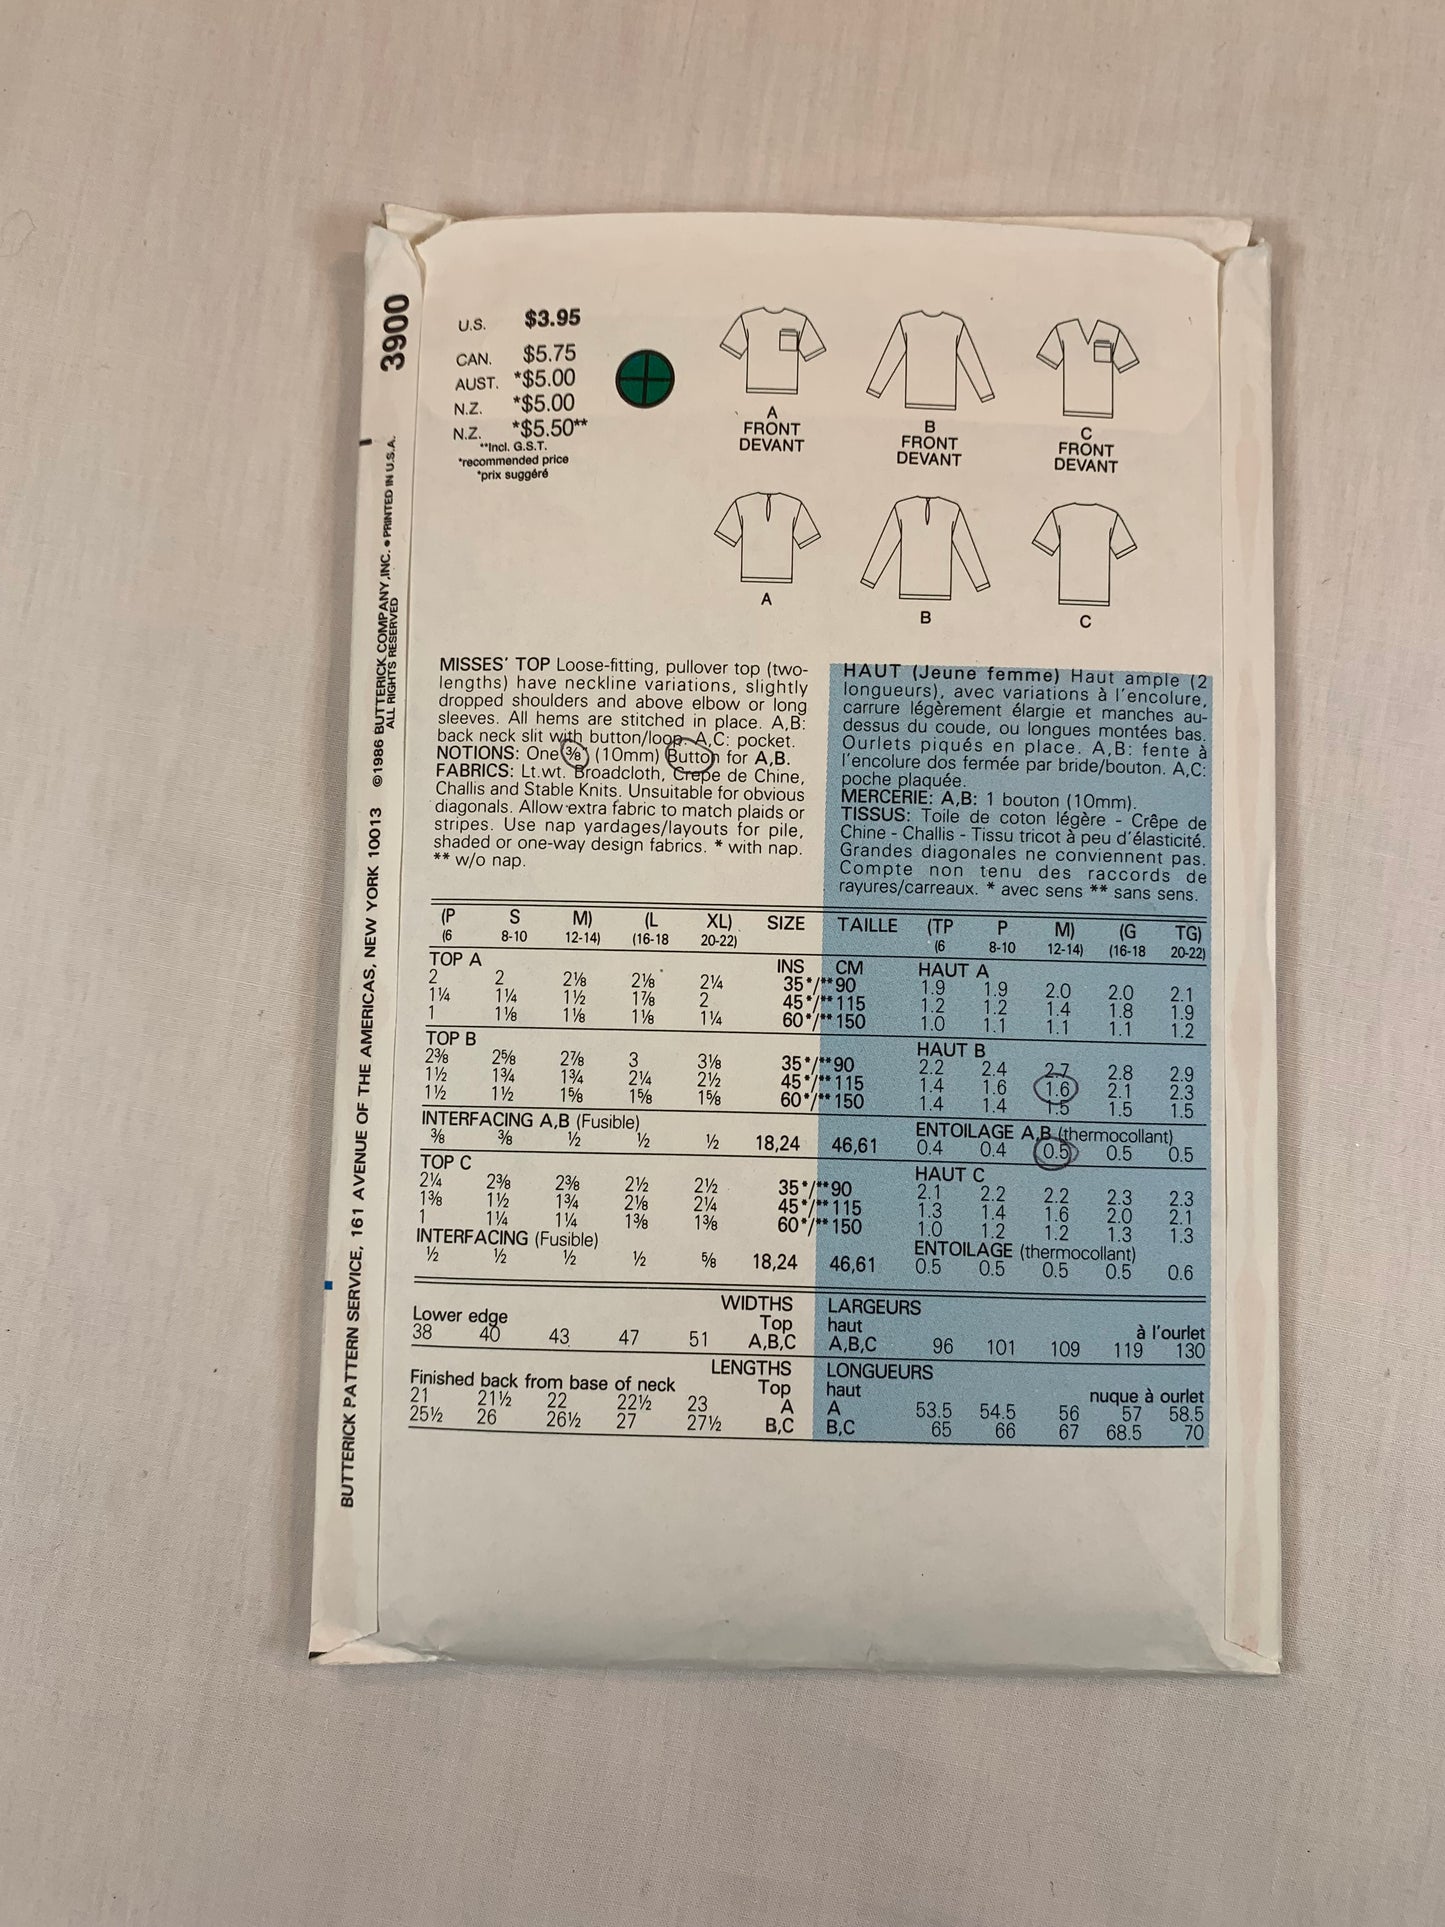 3900
©1986 BUTTERICK COMPANY, INC. • PRINTED IN U.S.A.
ALL RIGHTS RESERVED
BUTTERICK PATTERN SERVICE, 161 AVENUE OF THE AMERICAS, NEW YORK 10013
U.S. $3.95
CAN. $5.75
AUST. *$5.00
N.Z. *$5.00
N.Z. *$5.50**
**Incl. G.S.T.
*recommended price
*prix suggéré
A
FRONT
DEVANT
B
FRONT
DEVANT
C
FRONT
DEVANT
A
B
C
MISSES' TOP Loose-fitting, pullover top (two-
lengths) have neckline variations, slightly
dropped shoulders and above elbow or long
sleeves. All hems are stitched in place. A,B:
back neck slit with button/loop. A,C: pocket.
NOTIONS: One ⅜" (10mm) Button for A,B.
FABRICS: Lt.wt. Broadcloth, Crepe de Chine,
Challis and Stable Knits. Unsuitable for obvious
diagonals. Allow extra fabric to match plaids or
stripes. Use nap yardages/layouts for pile,
shaded or one-way design fabrics. * with nap.
** w/o nap.
HAUT (Jeune femme) Haut ample (2
longueurs), avec variations à l'encolure,
carrure légèrement élargie et manches au-
dessus du coude, ou longues montées bas.
Ourlets piqués en place. A,B: fente à
l'encolure dos fermée par bride/bouton. A,C:
poche plaquée.
MERCERIE: A,B: 1 bouton (10mm).
TISSUS: Toile de coton légère - Crêpe de
Chine - Challis - Tissu tricot à peu d'élasticité.
Grandes diagonales ne conviennent pas.
Compte non tenu des raccords de
rayures/carreaux. * avec sens ** sans sens.
(P S M) (L XL) SIZE TAILLE (TP P M) (G TG)
(6 8-10 12-14) (16-18 20-22) (6 8-10 12-14) (16-18 20-22)
TOP A INS CM HAUT A
2 2 2⅛ 2⅛ 2¼ 35*/**90 1.9 1.9 2.0 2.0 2.1
1¼ 1¼ 1½ 1⅞ 2 45*/**115 1.2 1.2 1.4 1.8 1.9
1 1⅛ 1⅛ 1⅛ 1¼ 60*/**150 1.0 1.1 1.1 1.1 1.2
TOP B HAUT B
2⅜ 2⅝ 2⅞ 3 3⅛ 35*/**90 2.2 2.4 2.7 2.8 2.9
1½ 1¾ 1¾ 2¼ 2½ 45*/**115 1.4 1.6 1.6 2.1 2.3
1½ 1½ 1⅝ 1⅝ 1⅝ 60*/**150 1.4 1.4 1.5 1.5 1.5
INTERFACING A,B (Fusible) ENTOILAGE A,B (thermocollant)
⅜ ⅜ ½ ½ ½ 18,24 46,61 0.4 0.4 0.5 0.5 0.5
TOP C HAUT C
2¼ 2⅜ 2⅜ 2½ 2½ 35*/**90 2.1 2.2 2.2 2.3 2.3
1⅜ 1½ 1¾ 2⅛ 2¼ 45*/**115 1.3 1.4 1.6 2.0 2.1
1 1¼ 1¼ 1⅜ 1⅜ 60*/**150 1.0 1.2 1.2 1.3 1.3
INTERFACING (Fusible) ENTOILAGE (thermocollant)
½ ½ ½ ½ ⅝ 18,24 46,61 0.5 0.5 0.5 0.5 0.6
WIDTHS LARGEURS
Lower edge Top haut à l'ourlet
38 40 43 47 51 A,B,C A,B,C 96 101 109 119 130
LENGTHS LONGUEURS
Finished back from base of neck Top haut nuque à ourlet
21 21½ 22 22½ 23 A A 53.5 54.5 56 57 58.5
25½ 26 26½ 27 27½ B,C B,C 65 66 67 68.5 70